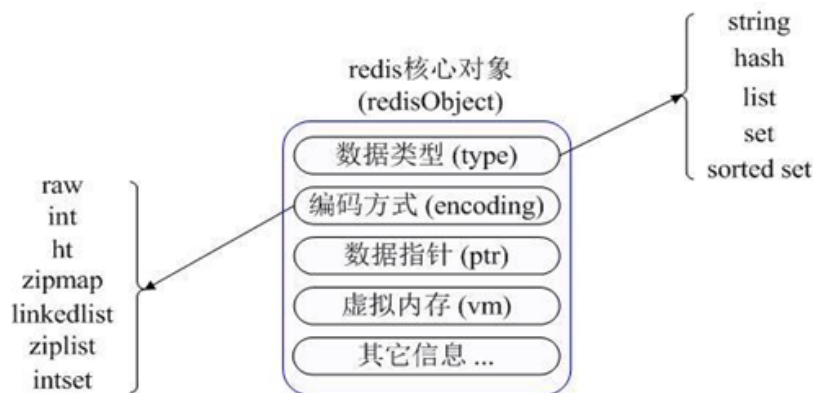 redis核心对象
(redisObject)
数据类型 (type)
编码方式 (encoding)
数据指针 (ptr)
虚拟内存 (vm)
其它信息 ...
string
hash
list
set
sorted set
raw
int
ht
zipmap
linkedlist
ziplist
intset